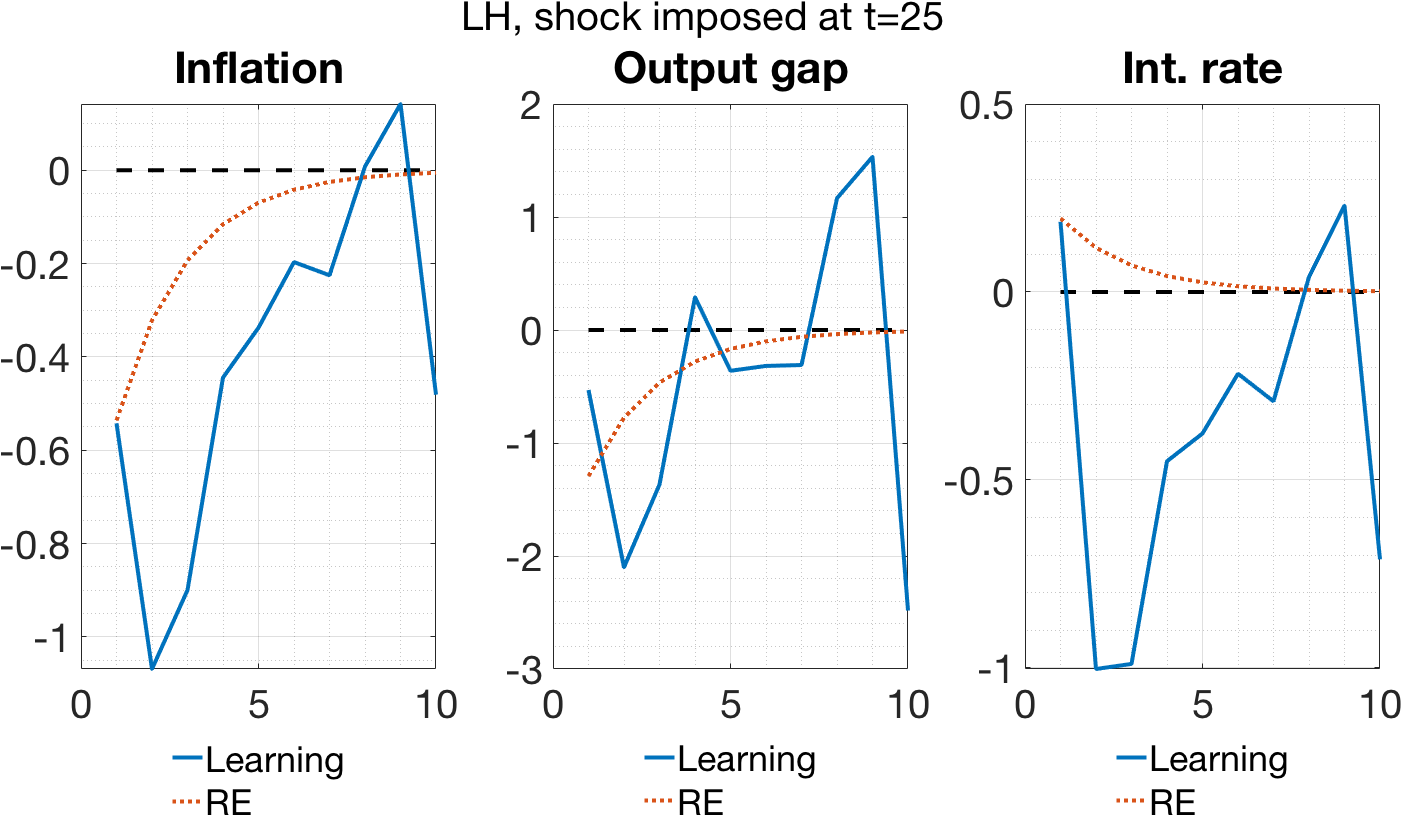 LH, shock imposed at t=25
Inflation
0
-0.2
-0.4
-0.6
-0.8
-1
0 5 10
Learning
RE
Output gap
2
1
0
-1
-2
-3
0 5 10
Learning
RE
Int. rate
0.5
0
-0.5
-1
0 5 10
Learning
RE